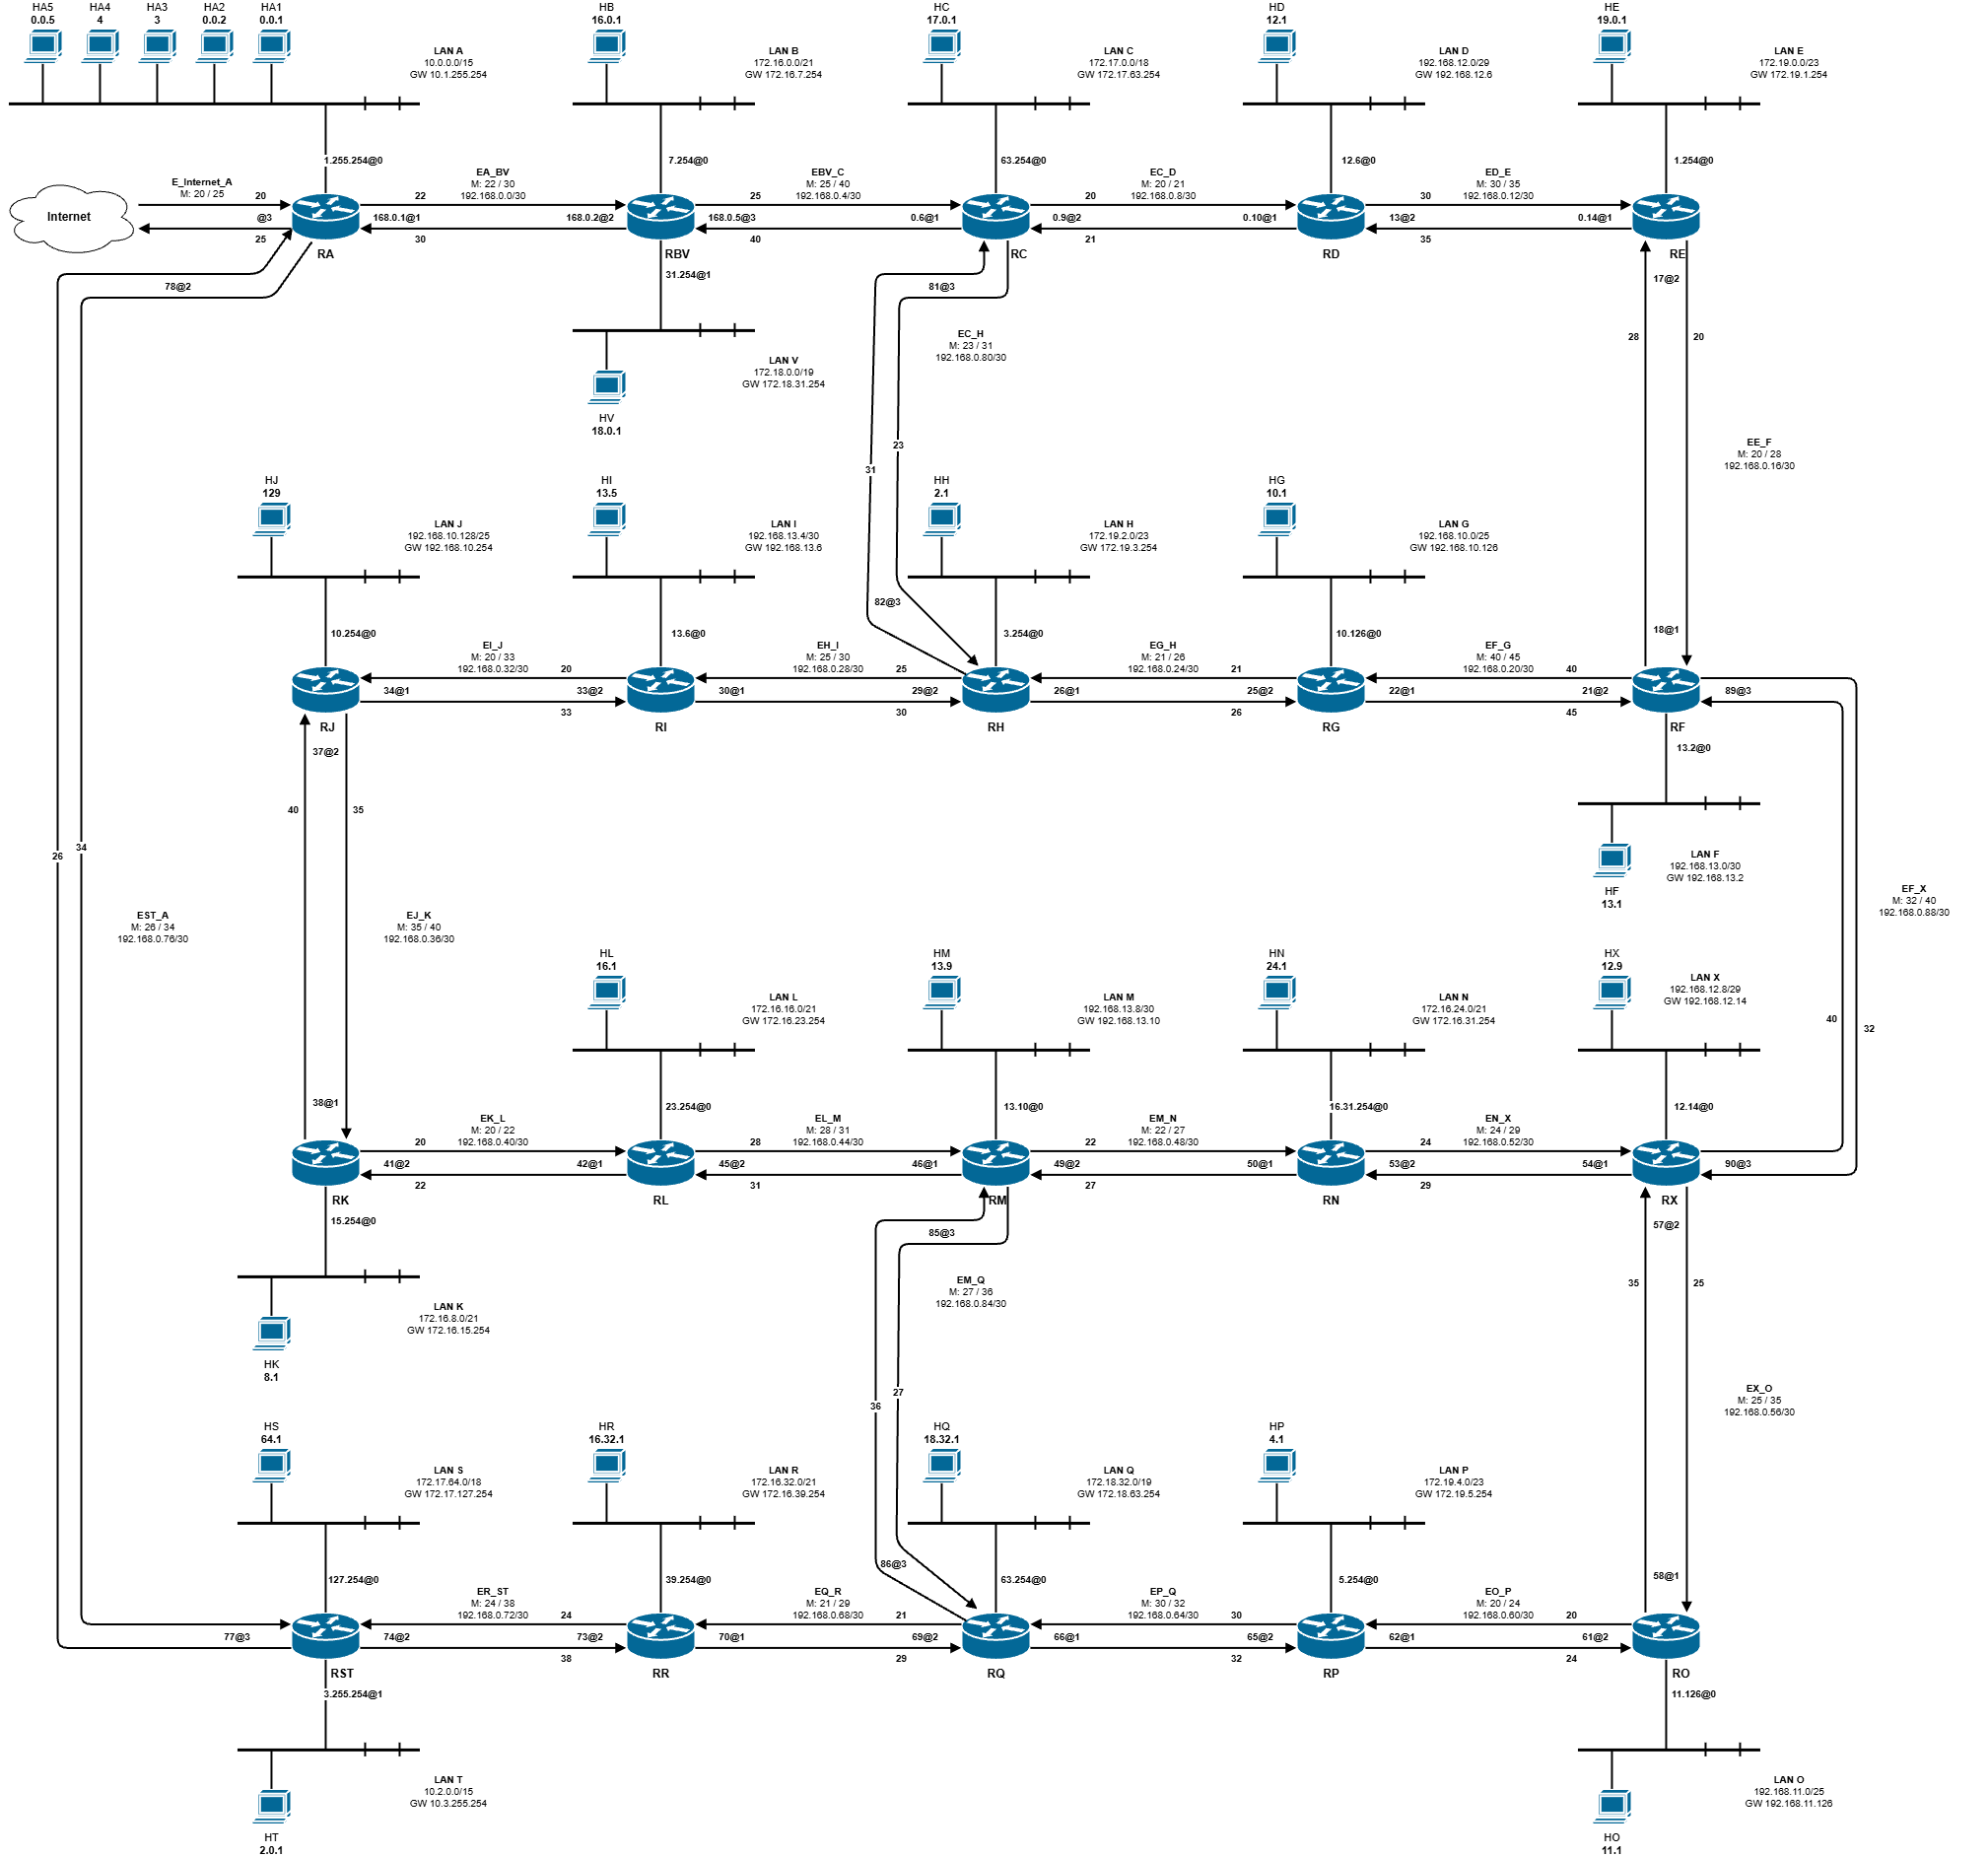 HA5
0.0.5
HA4
4
HA3
3
HA2
0.0.2
HA1
0.0.1
LAN A
10.0.0.0/15
GW 10.1.255.254
HB
16.0.1
LAN B
172.16.0.0/21
GW 172.16.7.254
HC
17.0.1
LAN C
172.17.0.0/18
GW 172.17.63.254
HD
12.1
LAN D
192.168.12.0/29
GW 192.168.12.6
HE
19.0.1
LAN E
172.19.0.0/23
GW 172.19.1.254
1.255.254@0
7.254@0
63.254@0
12.6@0
1.254@0
Internet
E_Internet_A
M: 20 / 25
20
@3
25
RA
22
EA_BV
M: 22 / 30
192.168.0.0/30
168.0.1@1
168.0.2@2
30
RBV
25
EBV_C
M: 25 / 40
192.168.0.4/30
168.0.5@3
0.6@1
40
RC
20
EC_D
M: 20 / 21
192.168.0.8/30
0.9@2
0.10@1
21
RD
30
ED_E
M: 30 / 35
192.168.0.12/30
13@2
0.14@1
35
RE
78@2
31.254@1
81@3
17@2
28
20
EC_H
M: 23 / 31
192.168.0.80/30
LAN V
172.18.0.0/19
GW 172.18.31.254
HV
18.0.1
23
31
EE_F
M: 20 / 28
192.168.0.16/30
HJ
129
LAN J
192.168.10.128/25
GW 192.168.10.254
HI
13.5
LAN I
192.168.13.4/30
GW 192.168.13.6
HH
2.1
LAN H
172.19.2.0/23
GW 172.19.3.254
HG
10.1
LAN G
192.168.10.0/25
GW 192.168.10.126
82@3
10.254@0
13.6@0
3.254@0
10.126@0
18@1
EI_J
M: 20 / 33
192.168.0.32/30
20
34@1
33@2
33
RJ
EH_I
M: 25 / 30
192.168.0.28/30
25
30@1
29@2
30
RI
EG_H
M: 21 / 26
192.168.0.24/30
21
26@1
25@2
26
RH
EF_G
M: 40 / 45
192.168.0.20/30
40
22@1
21@2
45
RG
89@3
RF
37@2
13.2@0
40
35
26
34
LAN F
192.168.13.0/30
GW 192.168.13.2
HF
13.1
EF_X
M: 32 / 40
192.168.0.88/30
EST_A
M: 26 / 34
192.168.0.76/30
EJ_K
M: 35 / 40
192.168.0.36/30
HL
16.1
LAN L
172.16.16.0/21
GW 172.16.23.254
HM
13.9
LAN M
192.168.13.8/30
GW 192.168.13.10
HN
24.1
LAN N
172.16.24.0/21
GW 172.16.31.254
HX
12.9
LAN X
192.168.12.8/29
GW 192.168.12.14
40
32
38@1
23.254@0
13.10@0
16.31.254@0
12.14@0
20
EK_L
M: 20 / 22
192.168.0.40/30
41@2
42@1
22
RK
28
EL_M
M: 28 / 31
192.168.0.44/30
45@2
46@1
31
RL
22
EM_N
M: 22 / 27
192.168.0.48/30
49@2
50@1
27
RM
24
EN_X
M: 24 / 29
192.168.0.52/30
53@2
54@1
29
RN
90@3
RX
15.254@0
85@3
57@2
35
25
EM_Q
M: 27 / 36
192.168.0.84/30
LAN K
172.16.8.0/21
GW 172.16.15.254
HK
8.1
27
36
EX_O
M: 25 / 35
192.168.0.56/30
HS
64.1
LAN S
172.17.64.0/18
GW 172.17.127.254
HR
16.32.1
LAN R
172.16.32.0/21
GW 172.16.39.254
HQ
18.32.1
LAN Q
172.18.32.0/19
GW 172.18.63.254
HP
4.1
LAN P
172.19.4.0/23
GW 172.19.5.254
86@3
127.254@0
39.254@0
63.254@0
5.254@0
58@1
ER_ST
M: 24 / 38
192.168.0.72/30
24
77@3
74@2
73@2
38
RST
EQ_R
M: 21 / 29
192.168.0.68/30
21
70@1
69@2
29
RR
EP_Q
M: 30 / 32
192.168.0.64/30
30
66@1
65@2
32
RQ
EO_P
M: 20 / 24
192.168.0.60/30
20
62@1
61@2
24
RP
RO
3.255.254@1
11.126@0
LAN T
10.2.0.0/15
GW 10.3.255.254
HT
2.0.1
LAN O
192.168.11.0/25
GW 192.168.11.126
HO
11.1